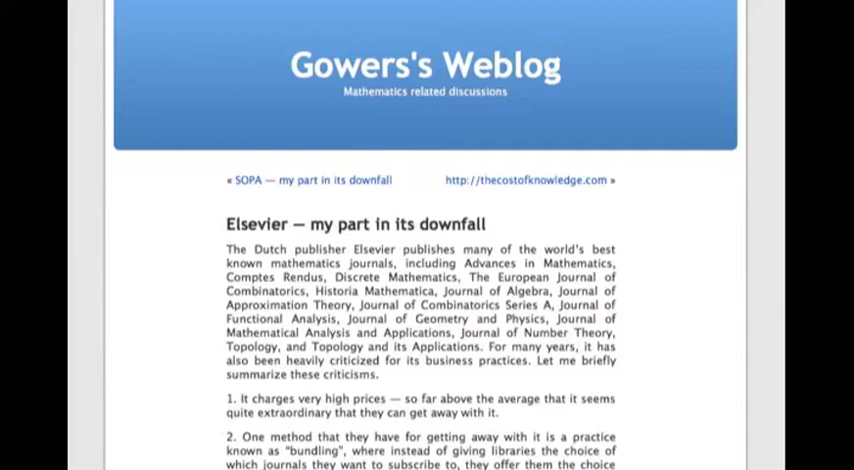 Gowers's Weblog
Mathematics related discussions
« SOPA — my part in its downfall
http://thecostofknowledge.com »
Elsevier — my part in its downfall
The Dutch publisher Elsevier publishes many of the world's best
known mathematics journals, including Advances in Mathematics,
Comptes Rendus, Discrete Mathematics, The European Journal of
Combinatorics, Historia Mathematica, Journal of Algebra, Journal of
Approximation Theory, Journal of Combinatorics Series A, Journal of
Functional Analysis, Journal of Geometry and Physics, Journal of
Mathematical Analysis and Applications, Journal of Number Theory,
Topology, and Topology and its Applications. For many years, it has
also been heavily criticized for its business practices. Let me briefly
summarize these criticisms.
1. It charges very high prices — so far above the average that it seems
quite extraordinary that they can get away with it.
2. One method that they have for getting away with it is a practice
known as "bundling", where instead of giving libraries the choice of
which journals they want to subscribe to, they offer them the choice